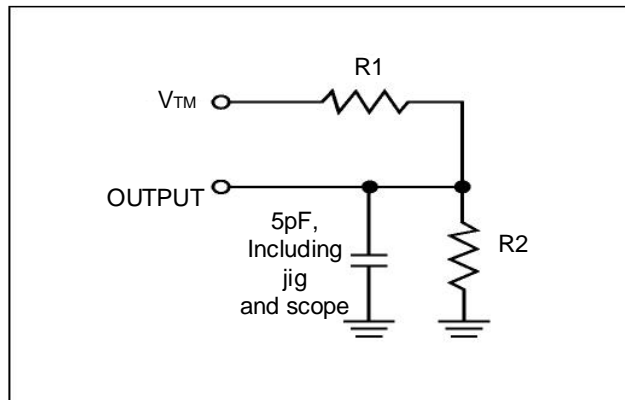 R1
VTM
OUTPUT
5pF,
Including
jig
and scope
R2